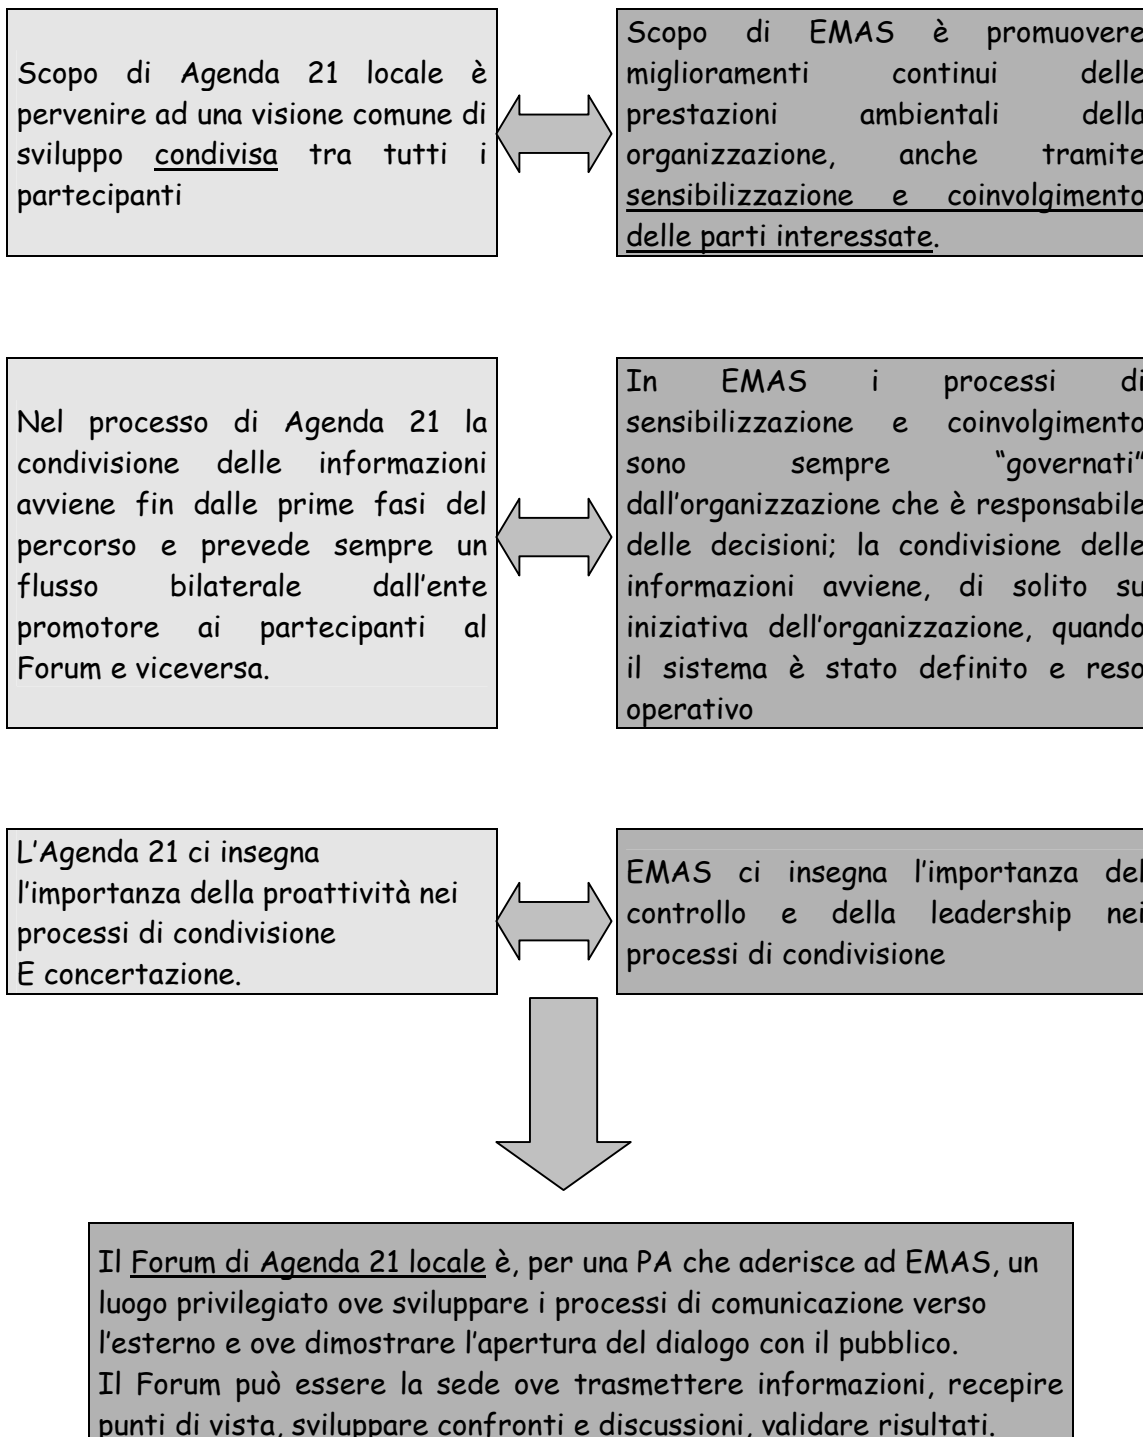 Scopo di Agenda 21 locale è
pervenire ad una visione comune di
sviluppo condivisa tra tutti i
partecipanti
Scopo di EMAS è promuovere
miglioramenti continui delle
prestazioni ambientali della
organizzazione, anche tramite
sensibilizzazione e coinvolgimento
delle parti interessate.
Nel processo di Agenda 21 la
condivisione delle informazioni
avviene fin dalle prime fasi del
percorso e prevede sempre un
flusso bilaterale dall'ente
promotore ai partecipanti al
Forum e viceversa.
In EMAS i processi di
sensibilizzazione e coinvolgimento
sono sempre “governati”
dall'organizzazione che è responsabile
delle decisioni; la condivisione delle
informazioni avviene, di solito su
iniziativa dell'organizzazione, quando
il sistema è stato definito e reso
operativo
L'Agenda 21 ci insegna
l'importanza della proattività nei
processi di condivisione
E concertazione.
EMAS ci insegna l'importanza del
controllo e della leadership nei
processi di condivisione
Il Forum di Agenda 21 locale è, per una PA che aderisce ad EMAS, un
luogo privilegiato ove sviluppare i processi di comunicazione verso
l'esterno e ove dimostrare l'apertura del dialogo con il pubblico.
Il Forum può essere la sede ove trasmettere informazioni, recepire
punti di vista, sviluppare confronti e discussioni, validare risultati.